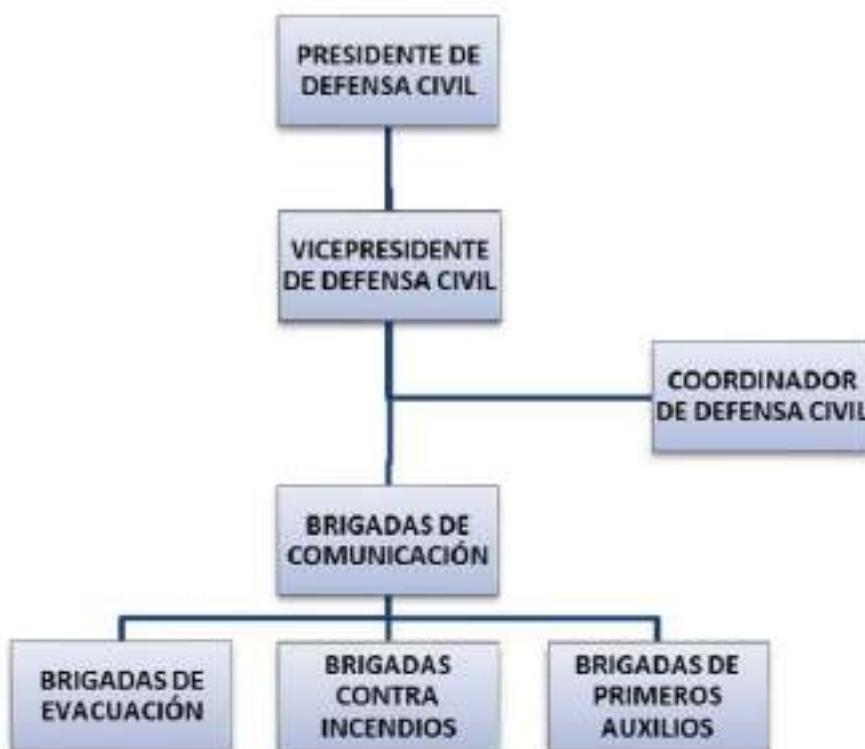 PRESIDENTE DE
DEFENSA CIVIL
VICEPRESIDENTE
DE DEFENSA CIVIL
COORDINADOR
DE DEFENSA CIVIL
BRIGADAS DE
COMUNICACIÓN
BRIGADAS DE
EVACUACIÓN
BRIGADAS
CONTRA
INCENDIOS
BRIGADAS DE
PRIMEROS
AUXILIOS